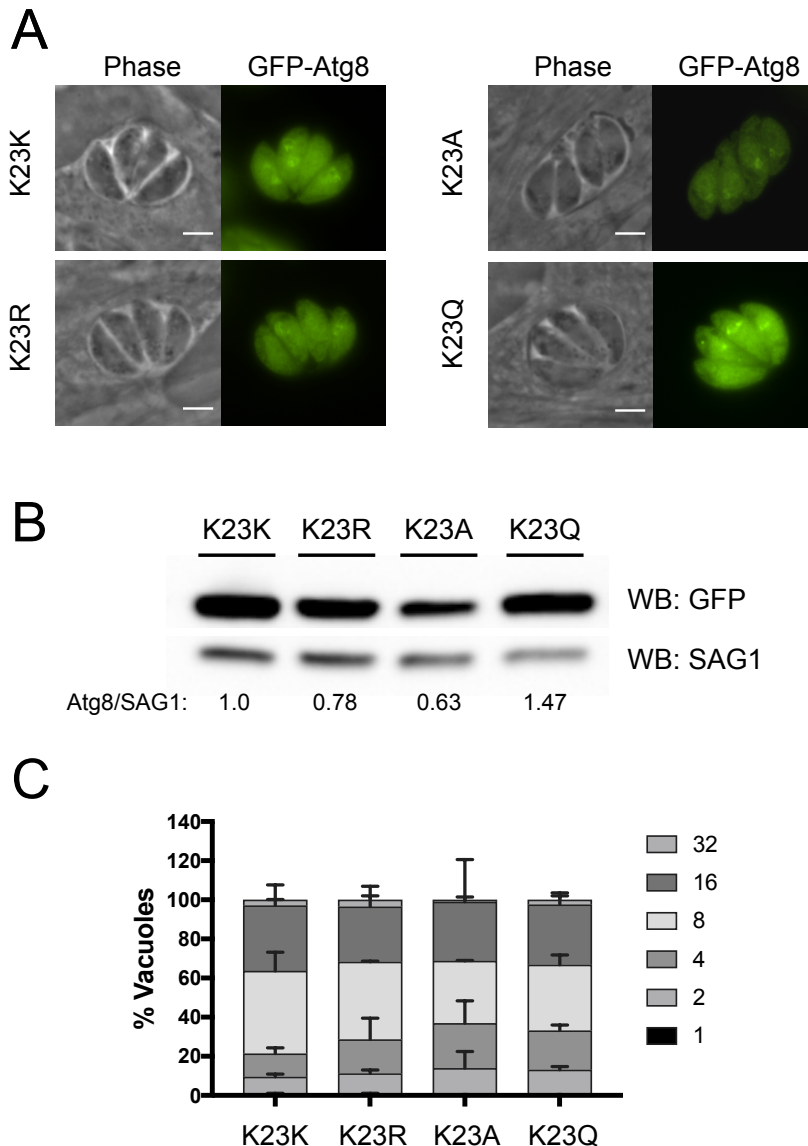 A
Phase GFP-Atg8
K23K
K23R
Phase GFP-Atg8
K23A
K23Q
B
K23K K23R K23A K23Q
WB: GFP
WB: SAG1
Atg8/SAG1: 1.0 0.78 0.63 1.47
C
% Vacuoles
140
120
100
80
60
40
20
0
K23K K23R K23A K23Q
32
16
8
4
2
1